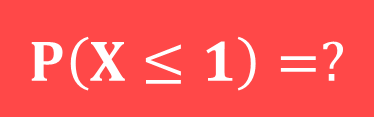 P(X ≤ 1) =?